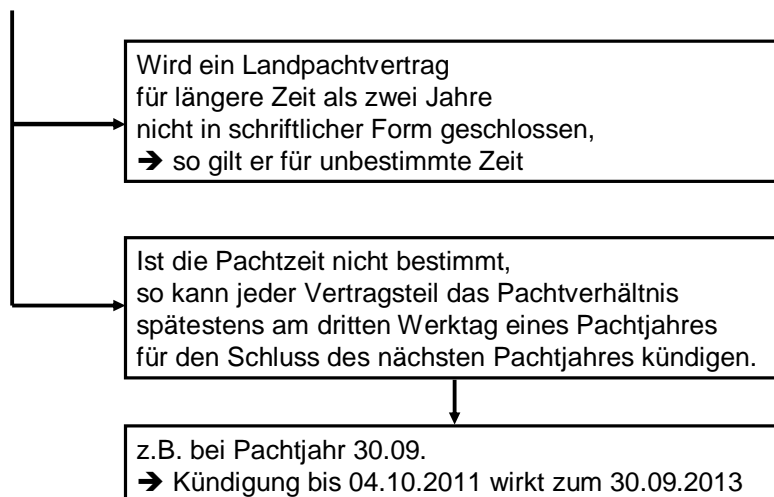 Wird ein Landpachtvertrag
für längere Zeit als zwei Jahre
nicht in schriftlicher Form geschlossen,
➔ so gilt er für unbestimmte Zeit
Ist die Pachtzeit nicht bestimmt,
so kann jeder Vertragsteil das Pachtverhältnis
spätestens am dritten Werktag eines Pachtjahres
für den Schluss des nächsten Pachtjahres kündigen.
z.B. bei Pachtjahr 30.09.
➔ Kündigung bis 04.10.2011 wirkt zum 30.09.2013